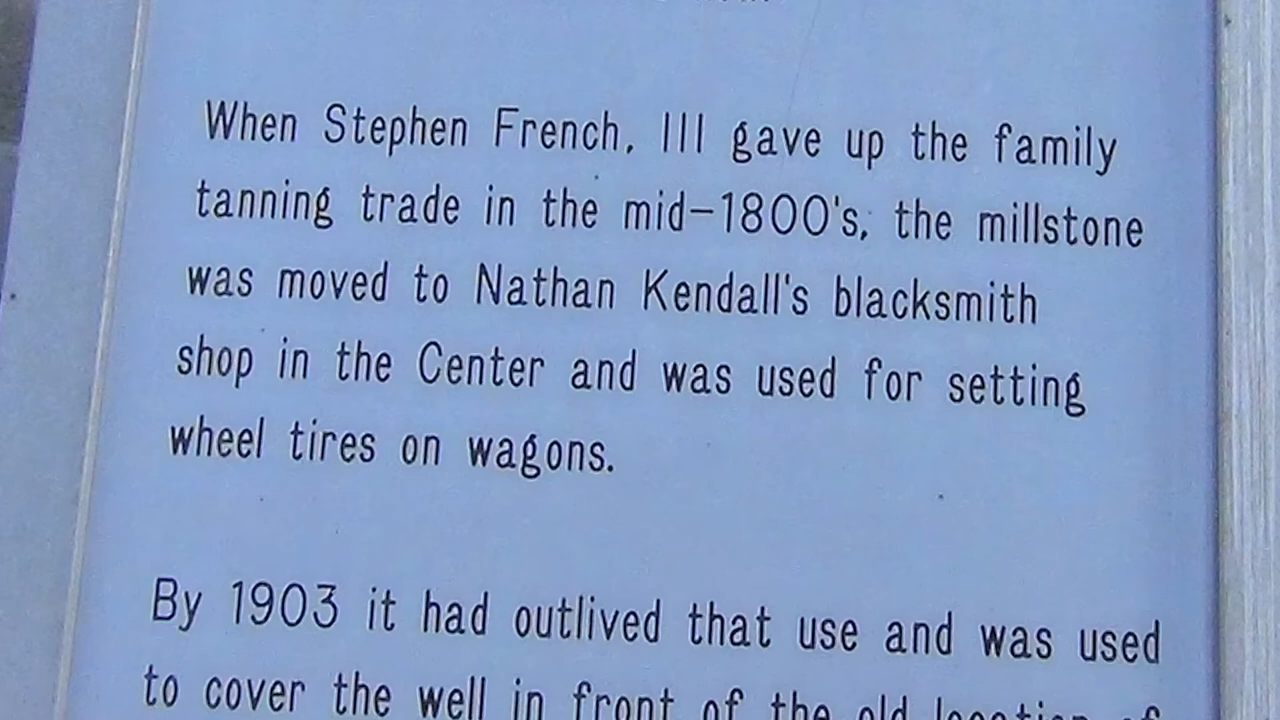 When Stephen French, III gave up the family
tanning trade in the mid-1800's, the millstone
was moved to Nathan Kendall's blacksmith
shop in the Center and was used for setting
wheel tires on wagons.
By 1903 it had outlived that use and was used
to cover the well in front of the old location of